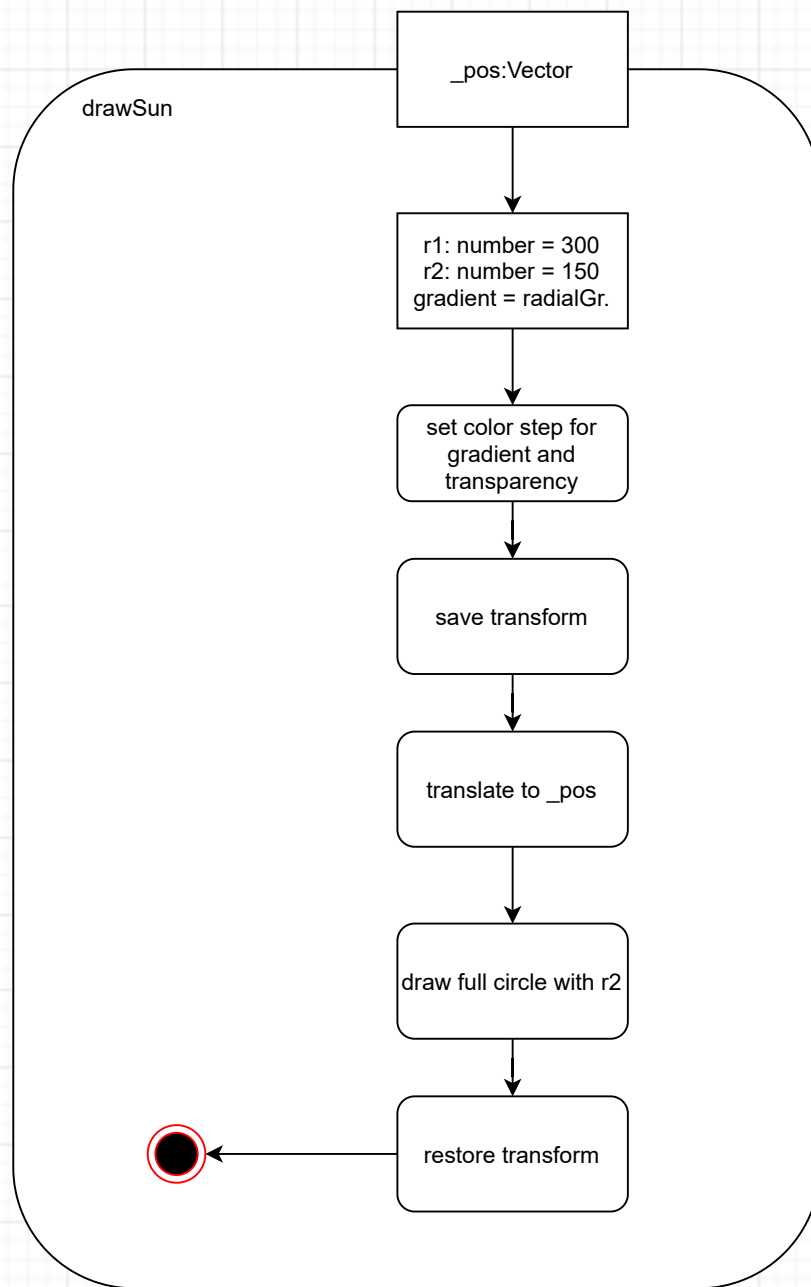 _pos:Vector
drawSun
r1: number = 300
r2: number = 150
gradient = radialGr.
set color step for
gradient and
transparency
save transform
translate to _pos
draw full circle with r2
restore transform